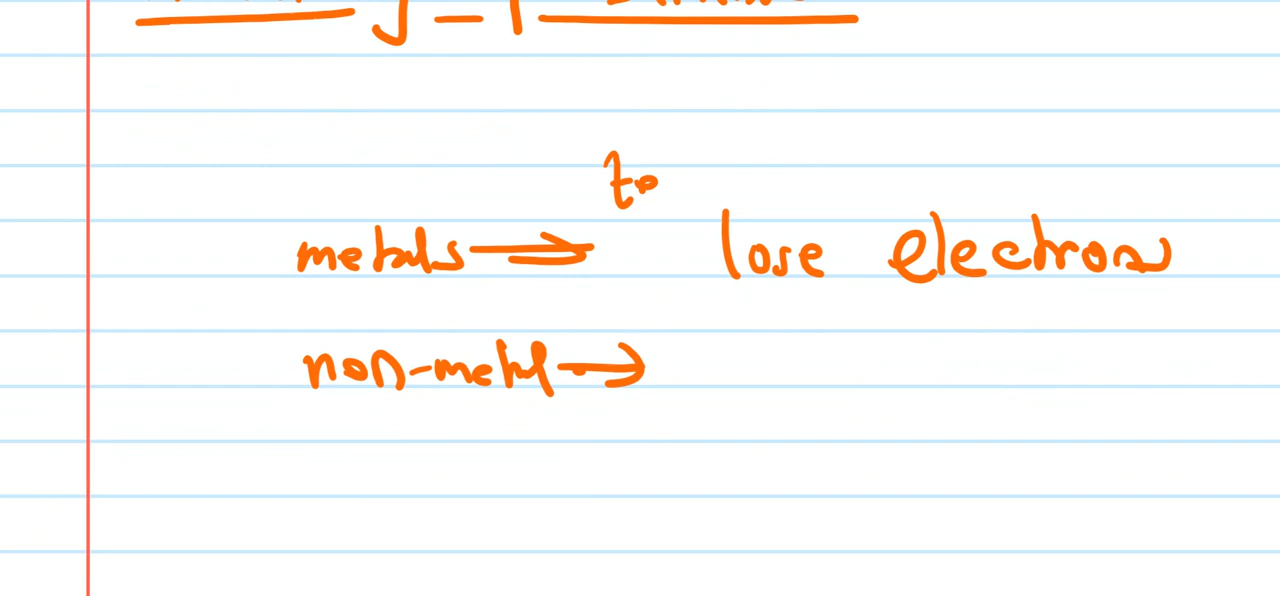 to
metals ⟹ lose electron
non-metal →